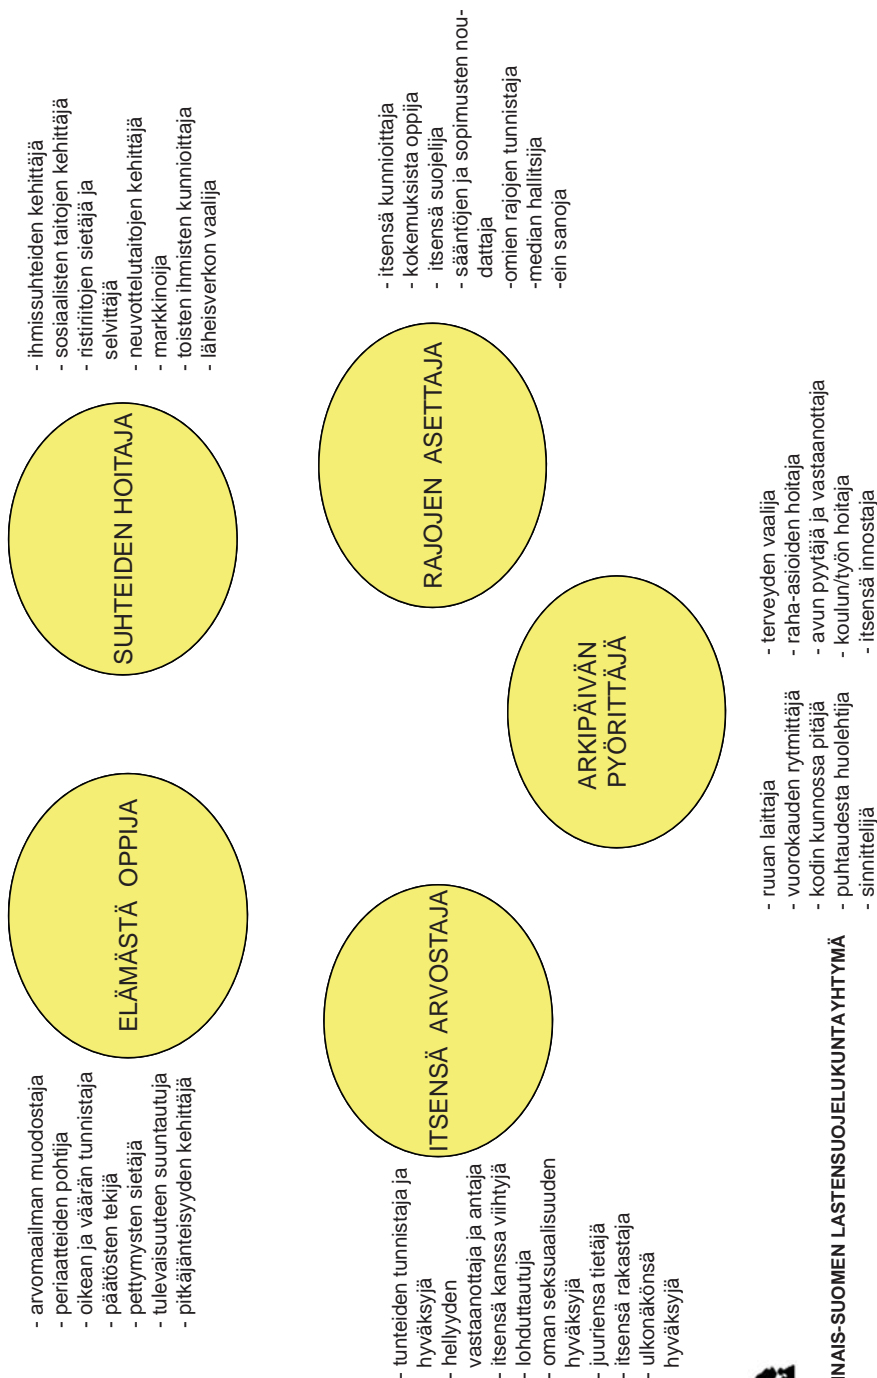 ELÄMÄSTÄ OPPIJA
- arvomaailman muodostaja
- periaatteiden pohtija
- oikean ja väärän tunnistaja
- päätösten tekijä
- pettymysten sietäjä
- tulevaisuuteen suuntautuja
- pitkäjänteisyyden kehittäjä
SUHTEIDEN HOITAJA
- ihmissuhteiden kehittäjä
- sosiaalisten taitojen kehittäjä
- ristiriitojen sietäjä ja
selvittäjä
- neuvottelutaitojen kehittäjä
- markkinoija
- toisten ihmisten kunnioittaja
- läheisverkon vaalija
ITSENSÄ ARVOSTAJA
- tunteiden tunnistaja ja
hyväksyjä
- hellyyden
vastaanottaja ja antaja
- itsensä kanssa viihtyjä
- lohduttautuja
- oman seksuaalisuuden
hyväksyjä
- juuriensa tietäjä
- itsensä rakastaja
- ulkonäkönsä
hyväksyjä
RAJOJEN ASETTAJA
- itsensä kunnioittaja
- kokemuksista oppija
- itsensä suojelija
- sääntöjen ja sopimusten nou-
dattaja
-omien rajojen tunnistaja
-median hallitsija
-ein sanoja
ARKIPÄIVÄN
PYÖRITTÄJÄ
- ruuan laittaja
- vuorokauden rytmittäjä
- kodin kunnossa pitäjä
- puhtaudesta huolehtija
- sinnittelijä
- terveyden vaalija
- raha-asioiden hoitaja
- avun pyytäjä ja vastaanottaja
- koulun/työn hoitaja
- itsensä innostaja
INAIS-SUOMEN LASTENSUOJELUKUNTAYHTYMÄ